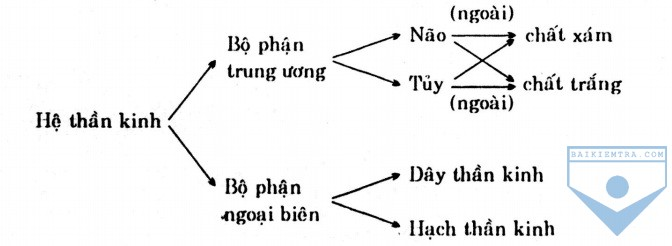 (ngoài)
Não
chất xám
Bộ phận
trung ương
Tủy
chất trắng
(ngoài)
Hệ thần kinh
BAIKIEMTRA.COM
Bộ phận
ngoại biên
Dây thần kinh
Hạch thần kinh